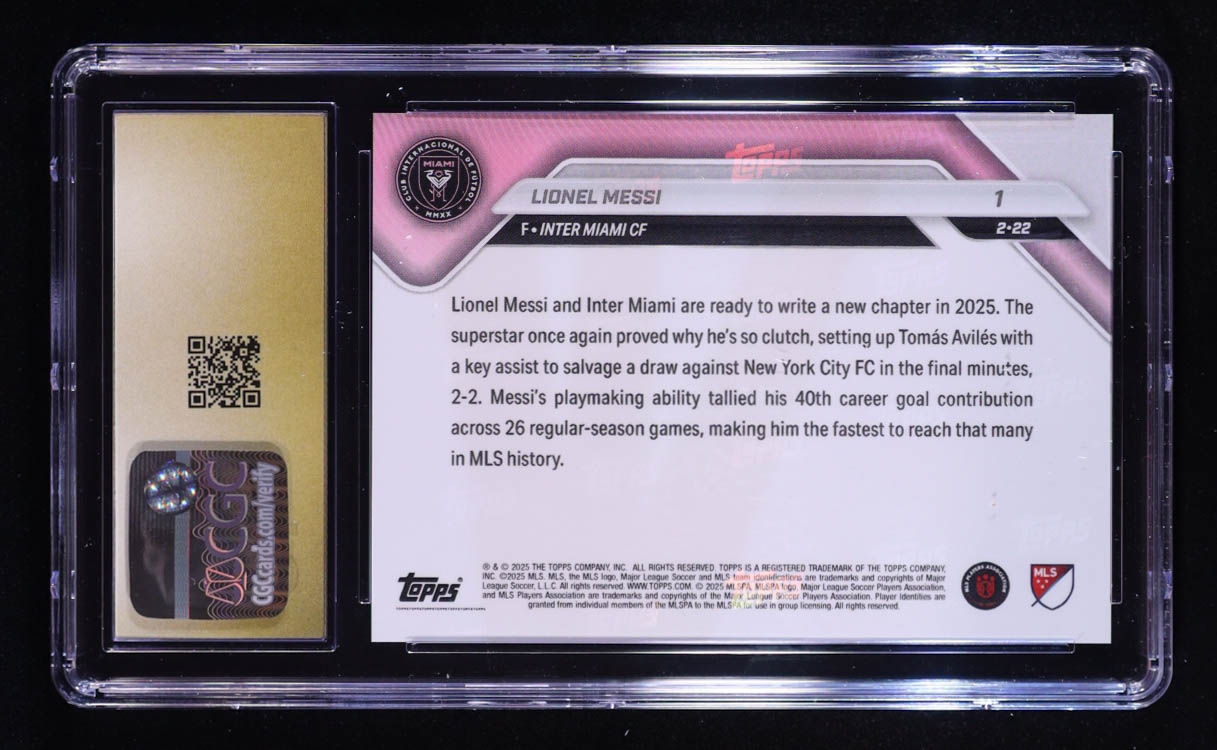 CLUB INTERNACIONAL DE FÚTBOL
MIAMI
MMXX
Topps
LIONEL MESSI 1
F • INTER MIAMI CF 2•22
Lionel Messi and Inter Miami are ready to write a new chapter in 2025. The
superstar once again proved why he's so clutch, setting up Tomás Avilés with
a key assist to salvage a draw against New York City FC in the final minutes,
2-2. Messi's playmaking ability tallied his 40th career goal contribution
across 26 regular-season games, making him the fastest to reach that many
in MLS history.
Topps
® & © 2025 THE TOPPS COMPANY, INC. ALL RIGHTS RESERVED. TOPPS IS A REGISTERED TRADEMARK OF THE TOPPS COMPANY,
INC. ©2025 MLS. MLS, the MLS logo, Major League Soccer and MLS team identifications are trademarks and copyrights of Major
League Soccer, L.L.C. All rights reserved. WWW.TOPPS.COM. © 2025 MLSPA. MLSPA logo, Major League Soccer Players Association,
and MLS Players Association are trademarks and copyrights of the Major League Soccer Players Association. Player Identities are
granted from individual members of the MLSPA to the MLSPA for use in group licensing. All rights reserved.
MLS PLAYERS ASSOCIATION
MLS
CGC
CGCcards.com/verify